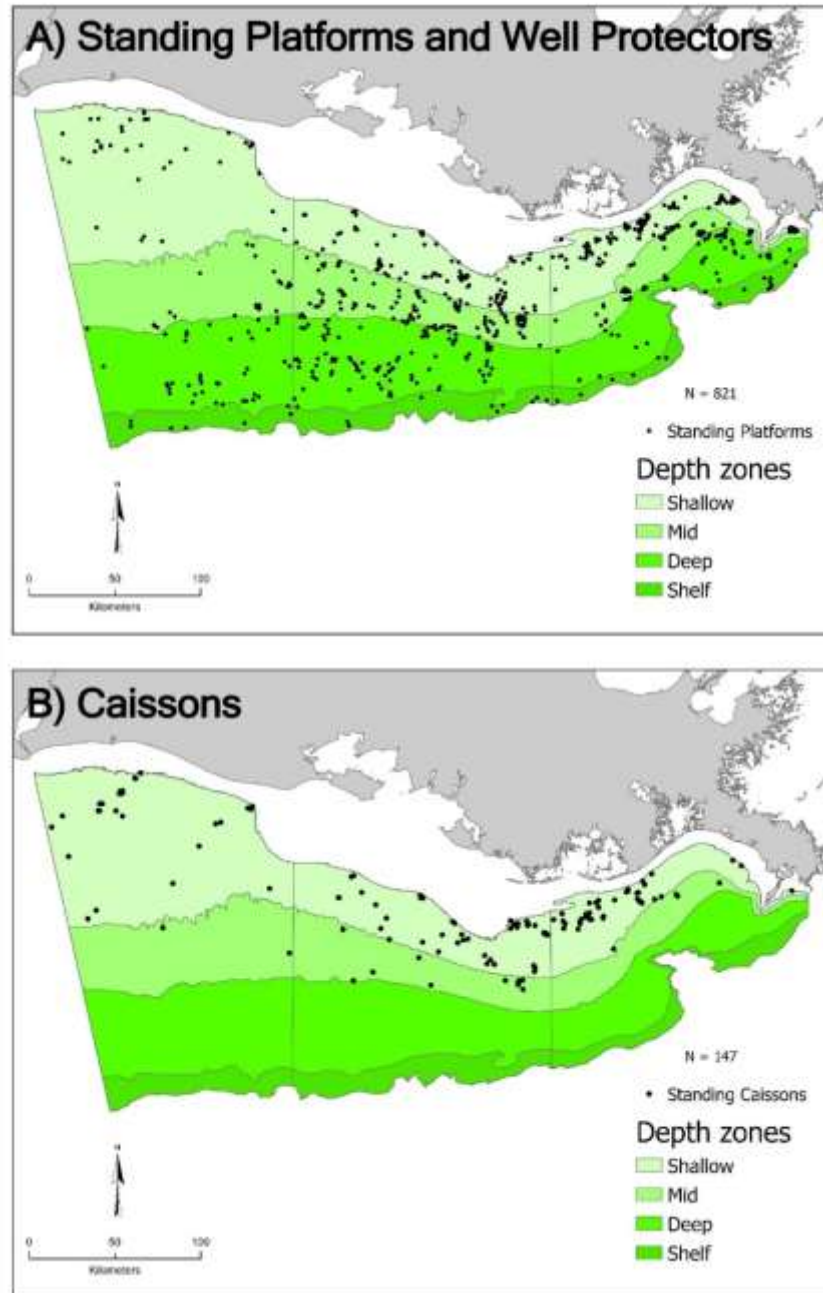 A) Standing Platforms and Well Protectors
N = 821
Standing Platforms
Depth zones
Shallow
Mid
Deep
Shelf
N
0 50 100
Kilometers
B) Caissons
N = 147
Standing Caissons
Depth zones
Shallow
Mid
Deep
Shelf
N
0 50 100
Kilometers